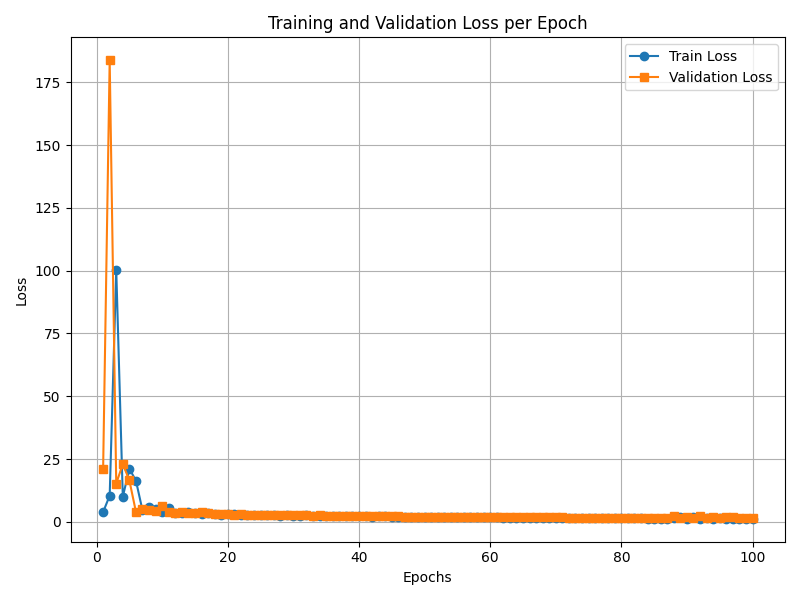 Training and Validation Loss per Epoch
Train Loss
Validation Loss
175
150
125
100
75
50
25
0
Loss
0 20 40 60 80 100
Epochs